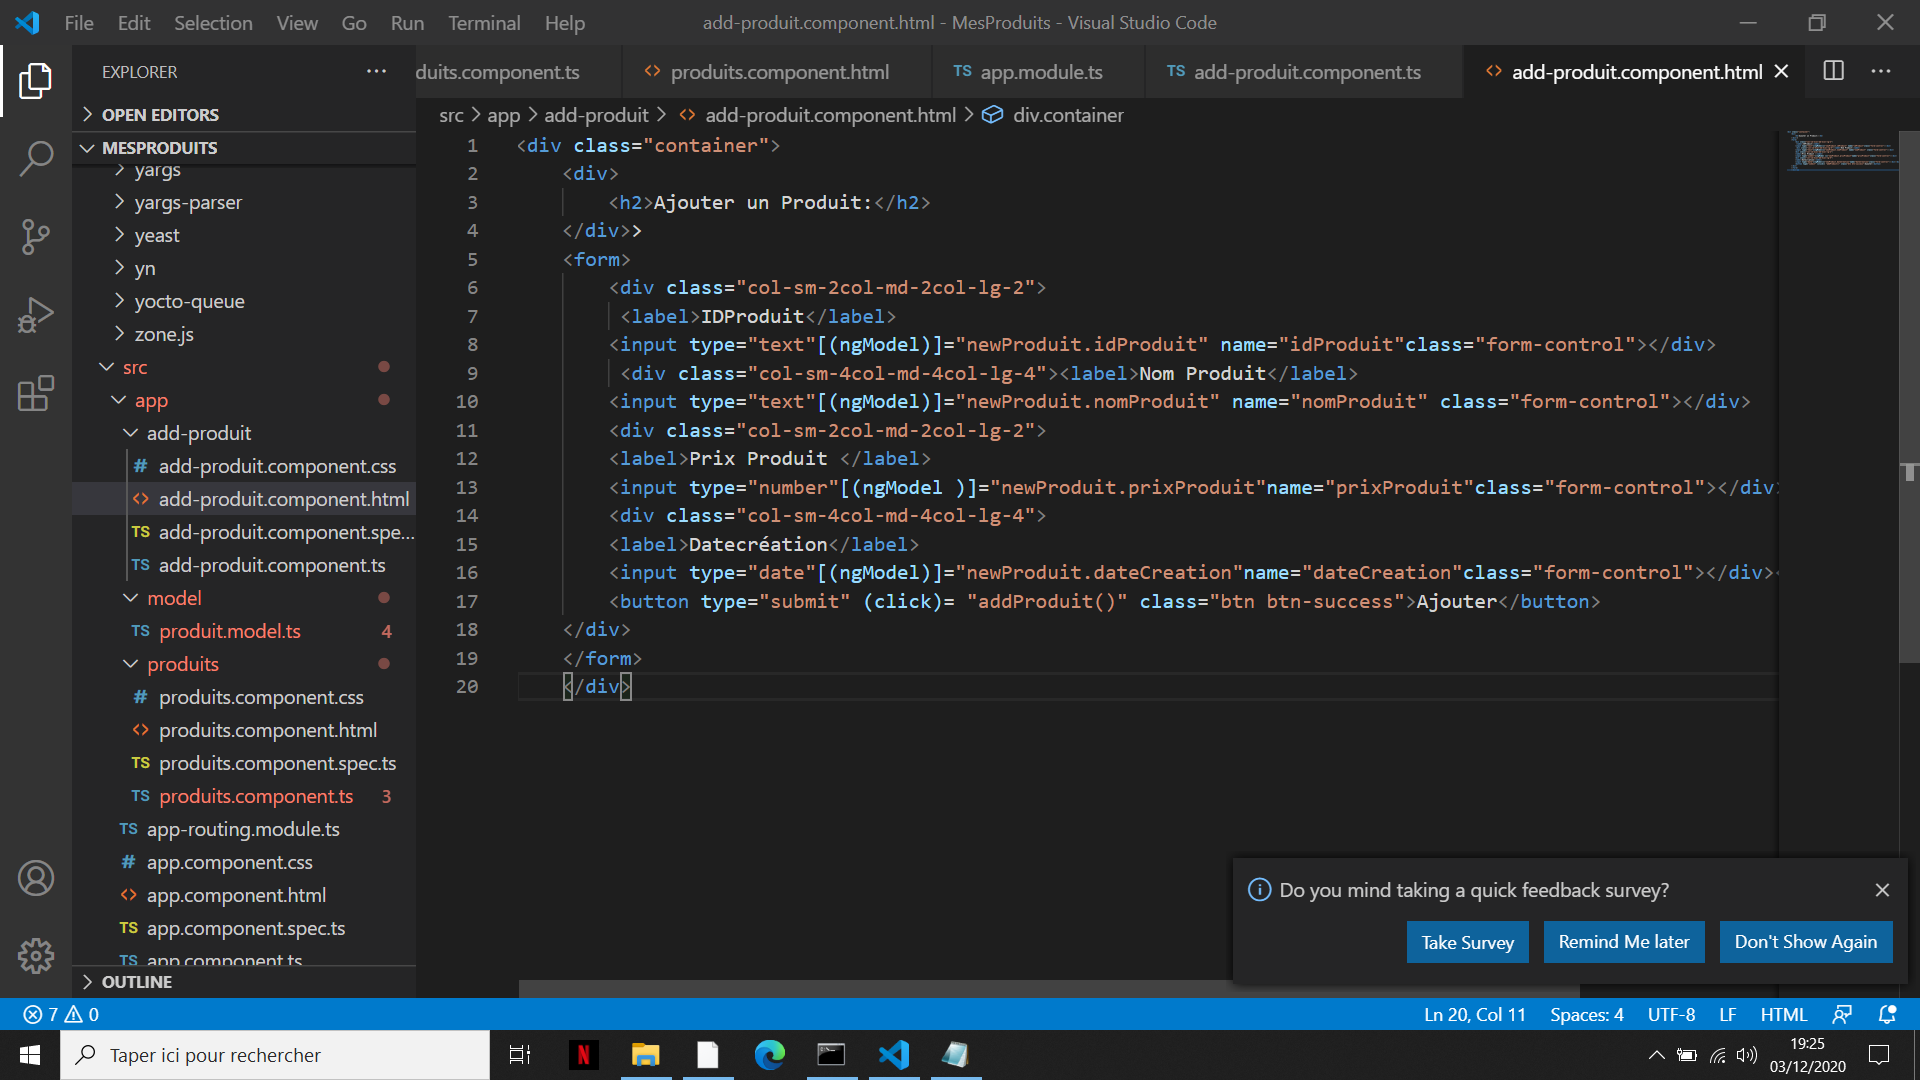 File Edit Selection View Go Run Terminal Help
add-produit.component.html - MesProduits - Visual Studio Code
EXPLORER
duits.component.ts
produits.component.html
TS app.module.ts
TS add-produit.component.ts
add-produit.component.html
OPEN EDITORS
src > app > add-produit > add-produit.component.html > div.container
MESPRODUITS
yargs
yargs-parser
yeast
yn
yocto-queue
zone.js
src
app
add-produit
# add-produit.component.css
add-produit.component.html
TS add-produit.component.spe...
TS add-produit.component.ts
model
TS produit.model.ts 4
produits
# produits.component.css
produits.component.html
TS produits.component.spec.ts
TS produits.component.ts 3
TS app-routing.module.ts
# app.component.css
app.component.html
TS app.component.spec.ts
TS app.component.ts
OUTLINE
1 <div class="container">
2 <div>
3 <h2>Ajouter un Produit:</h2>
4 </div>>
5 <form>
6 <div class="col-sm-2col-md-2col-lg-2">
7 <label>IDProduit</label>
8 <input type="text"[(ngModel)]="newProduit.idProduit" name="idProduit"class="form-control"></div>
9 <div class="col-sm-4col-md-4col-lg-4"><label>Nom Produit</label>
10 <input type="text"[(ngModel)]="newProduit.nomProduit" name="nomProduit" class="form-control"></div>
11 <div class="col-sm-2col-md-2col-lg-2">
12 <label>Prix Produit </label>
13 <input type="number"[(ngModel )]="newProduit.prixProduit"name="prixProduit"class="form-control"></div>
14 <div class="col-sm-4col-md-4col-lg-4">
15 <label>Datecréation</label>
16 <input type="date"[(ngModel)]="newProduit.dateCreation"name="dateCreation"class="form-control"></div><
17 <button type="submit" (click)= "addProduit()" class="btn btn-success">Ajouter</button>
18 </div>
19 </form>
20 </div>
Do you mind taking a quick feedback survey?
Take Survey
Remind Me later
Don't Show Again
7 0
Ln 20, Col 11 Spaces: 4 UTF-8 LF HTML
Taper ici pour rechercher
N
19:25
03/12/2020